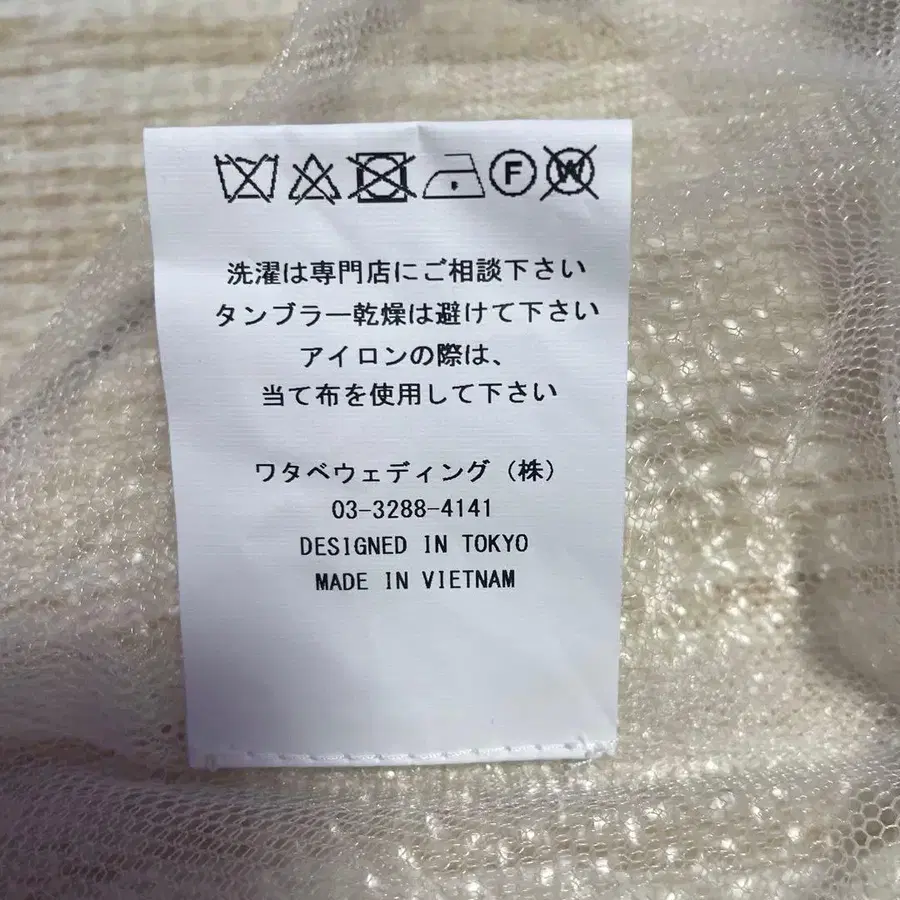 F W
洗濯は専門店にご相談下さい
タンブラー乾燥は避けて下さい
アイロンの際は、
当て布を使用して下さい
ワタベウェディング（株）
03-3288-4141
DESIGNED IN TOKYO
MADE IN VIETNAM